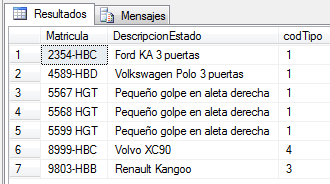 Resultados Mensajes
Matricula DescripcionEstado codTipo
1 2354-HBC Ford KA 3 puertas 1
2 4589-HBD Volkswagen Polo 3 puertas 1
3 5567 HGT Pequeño golpe en aleta derecha 1
4 5568 HGT Pequeño golpe en aleta derecha 1
5 5599 HGT Pequeño golpe en aleta derecha 1
6 8999-HBC Volvo XC90 4
7 9803-HBB Renault Kangoo 3